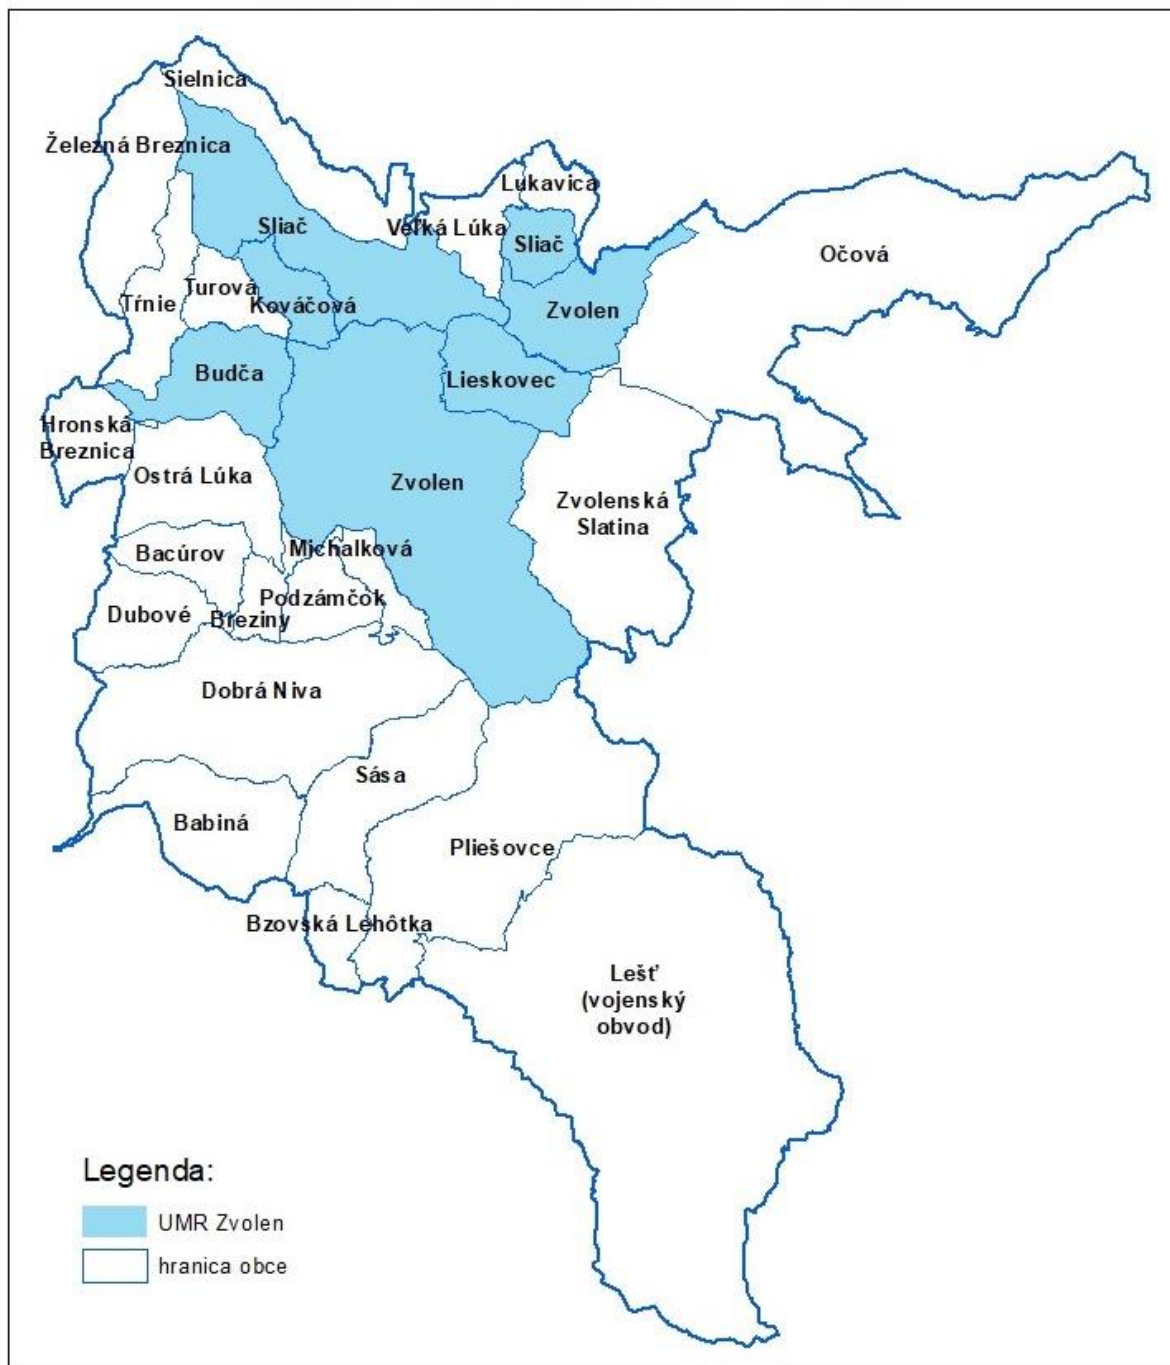 Sielnica
Železná Breznica
Lukavica
Sliač
Veľká Lúka
Sliač
Očová
Turová
Tŕnie
Kováčová
Zvolen
Budča
Lieskovec
Hronská
Breznica
Ostrá Lúka
Zvolen
Zvolenská
Slatina
Michalková
Bacúrov
Podzámčok
Dubové
Breziny
Dobrá Niva
Sása
Babiná
Pliešovce
Bzovská Lehôtka
Lešť
(vojenský
obvod)
Legenda:
UMR Zvolen
hranica obce